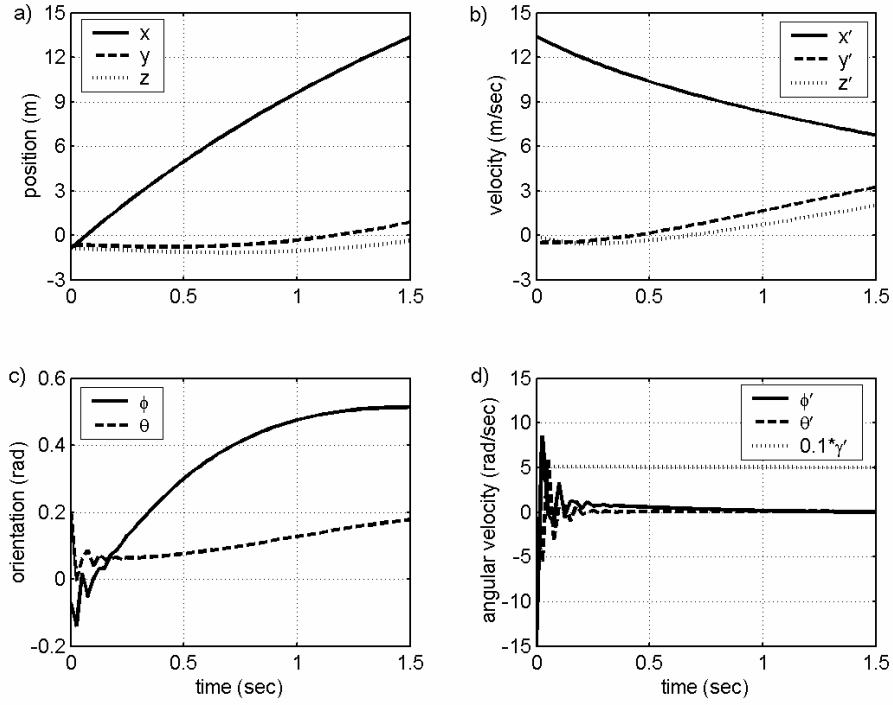 a)
x
y
z
position (m)
15
12
9
6
3
0
-3
0
0.5
1
1.5
b)
x′
y′
z′
velocity (m/sec)
15
12
9
6
3
0
-3
0
0.5
1
1.5
c)
ϕ
θ
orientation (rad)
0.6
0.4
0.2
0
-0.2
0
0.5
1
1.5
time (sec)
d)
ϕ′
θ′
0.1*γ′
angular velocity (rad/sec)
15
10
5
0
-5
-10
-15
0
0.5
1
1.5
time (sec)